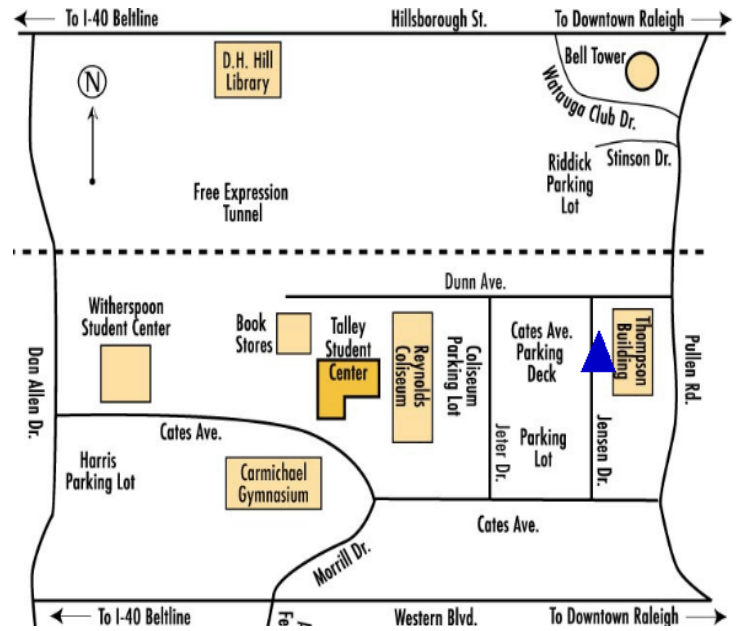 To I-40 Beltline
Hillsborough St.
To Downtown Raleigh
D.H. Hill
Library
Bell Tower
N
Watauga Club Dr.
Stinson Dr.
Riddick
Parking
Lot
Free Expression
Tunnel
Dunn Ave.
Witherspoon
Student Center
Book
Stores
Talley
Student
Center
Reynolds
Coliseum
Coliseum
Parking Lot
Cates Ave.
Parking
Deck
Thompson
Building
Pullen Rd.
Dan Allen Dr.
Cates Ave.
Harris
Parking Lot
Carmichael
Gymnasium
Jeter Dr.
Parking
Lot
Jensen Dr.
Cates Ave.
Morrill Dr.
To I-40 Beltline
Western Blvd.
To Downtown Raleigh